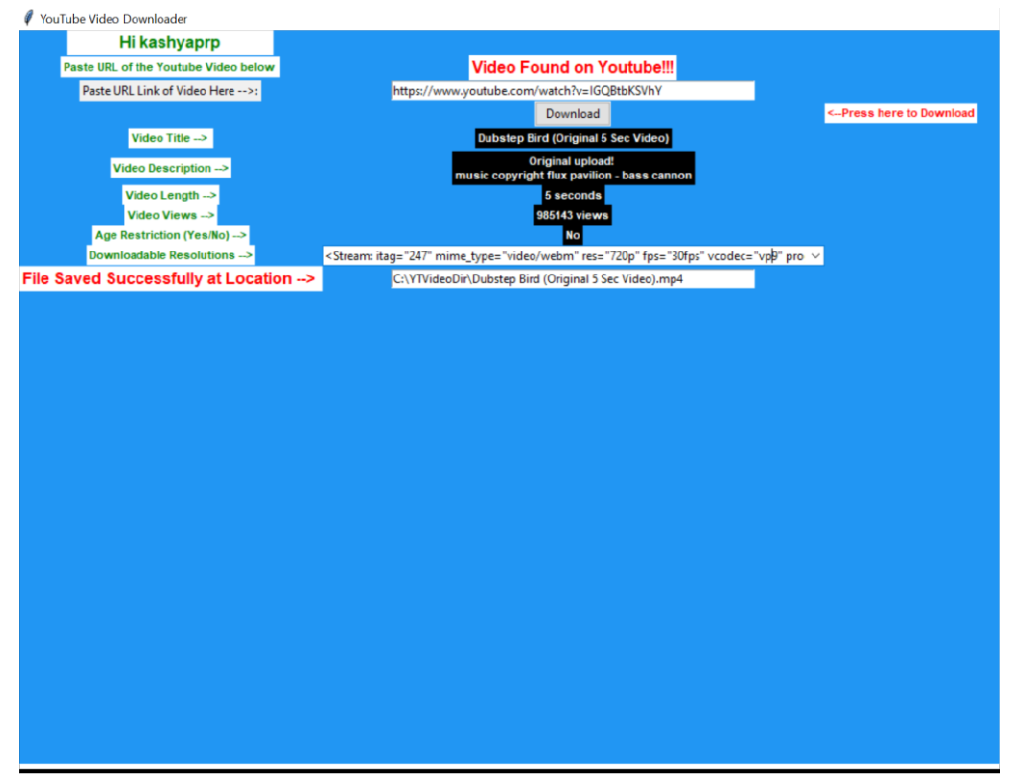 YouTube Video Downloader
Hi kashyaprp
Paste URL of the Youtube Video below
Video Found on Youtube!!!
Paste URL Link of Video Here -->:
https://www.youtube.com/watch?v=IGQBtbKSVhY
Download
<--Press here to Download
Video Title -->
Dubstep Bird (Original 5 Sec Video)
Video Description -->
Original upload!
music copyright flux pavilion - bass cannon
Video Length -->
5 seconds
Video Views -->
985143 views
Age Restriction (Yes/No) -->
No
Downloadable Resolutions -->
<Stream: itag="247" mime_type="video/webm" res="720p" fps="30fps" vcodec="vp9" pro
File Saved Successfully at Location -->
C:\YTVideoDir\Dubstep Bird (Original 5 Sec Video).mp4